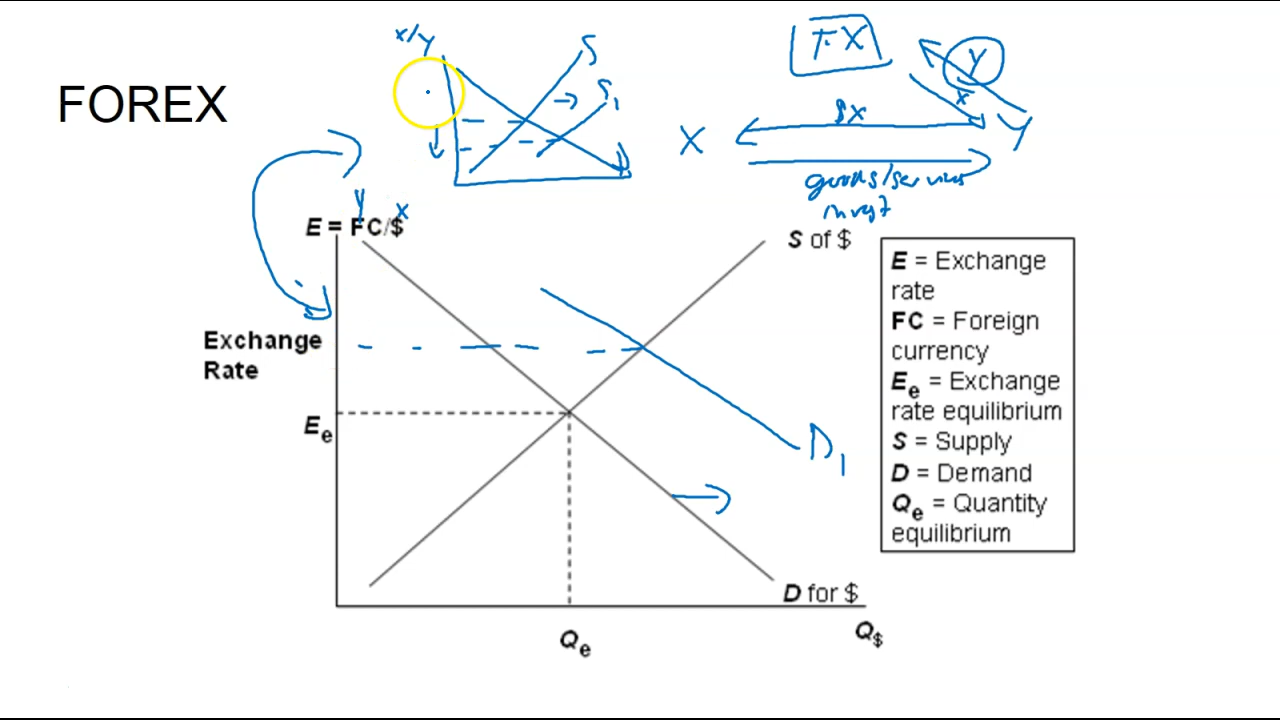 FOREX
x/y
S
S₁
D
FX
Y
x
X
$X
Y
goods/services
invest
y x
E = FC/$
S of $
Exchange
Rate
Eₑ
D₁
D for $
Qₑ
Q$
E = Exchange
rate
FC = Foreign
currency
Eₑ = Exchange
rate equilibrium
S = Supply
D = Demand
Qₑ = Quantity
equilibrium